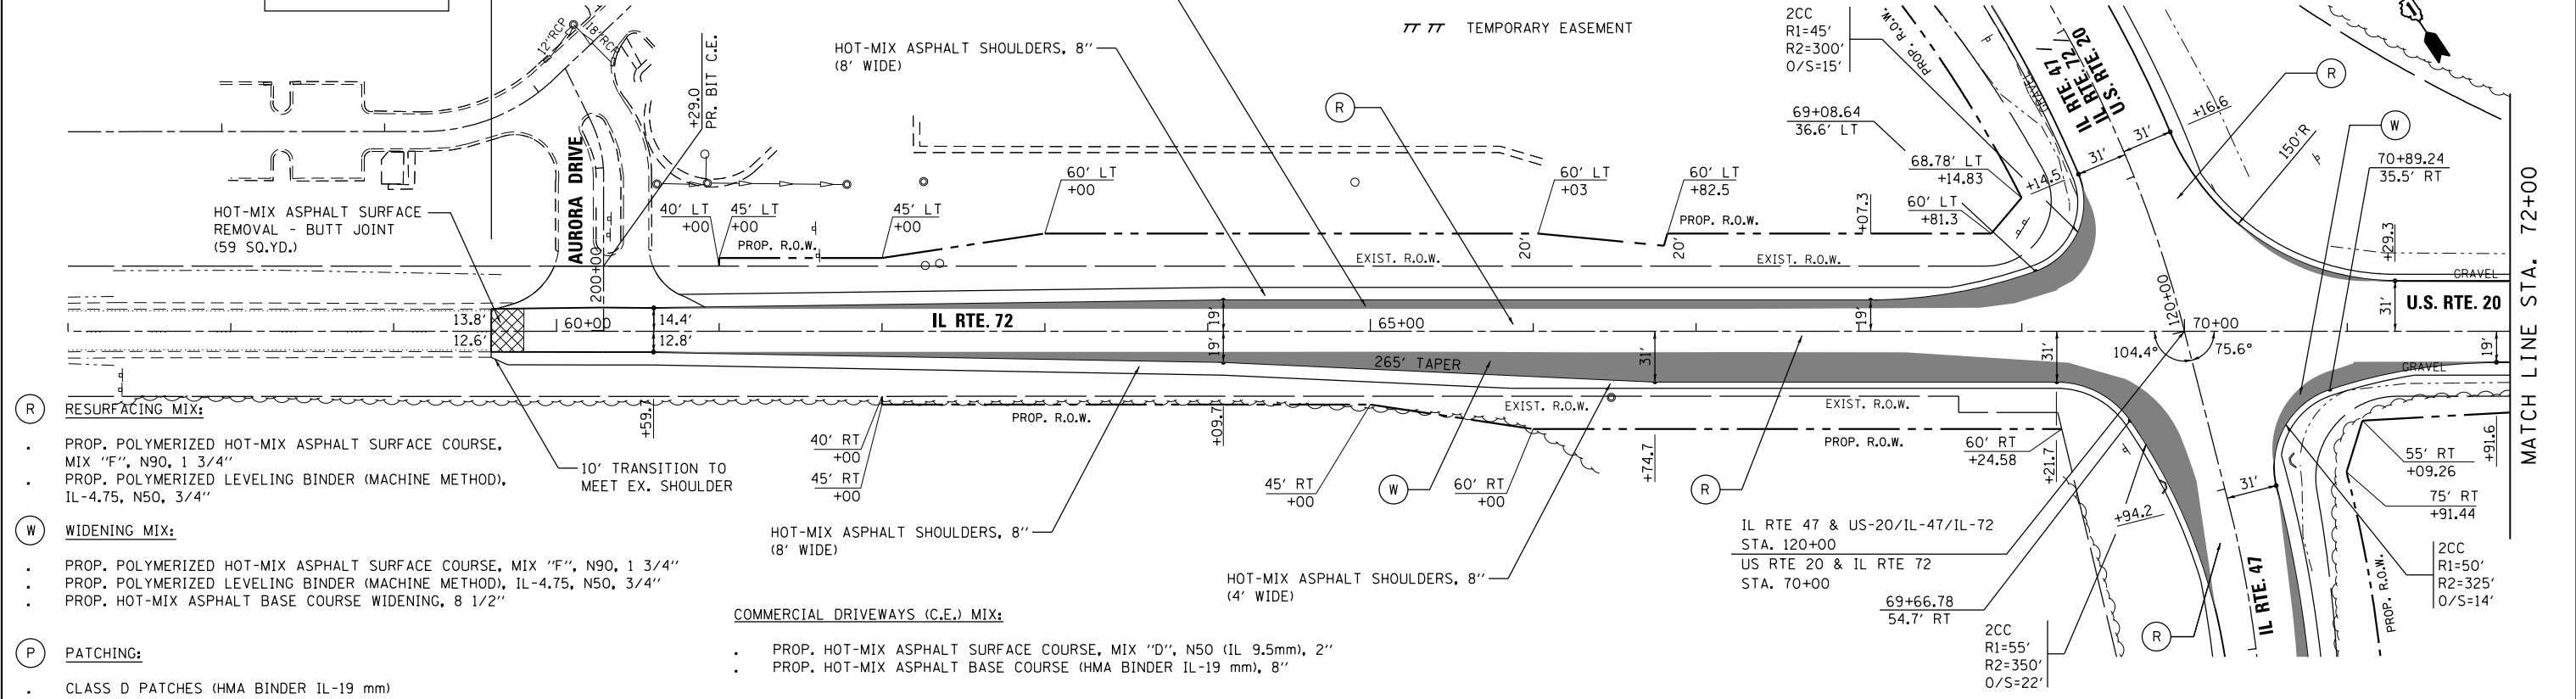 TEMPORARY EASEMENT
2CC
R1=45'
R2=300'
O/S=15'
PROP. R.O.W.
IL RTE. 47 /
IL RTE. 72 /
U.S. RTE. 20
GRAVEL
12"RCP
18"RCP
+29.0
PR. BIT C.E.
HOT-MIX ASPHALT SHOULDERS, 8"
(8' WIDE)
R
R
W
69+08.64
36.6' LT
+16.6
31'
31'
150'R
70+89.24
35.5' RT
AURORA DRIVE
68.78' LT
+14.83
+14.5
60' LT
+00
60' LT
+03
60' LT
+82.5
+07.3
60' LT
+81.3
HOT-MIX ASPHALT SURFACE
REMOVAL - BUTT JOINT
(59 SQ.YD.)
40' LT
+00
45' LT
+00
45' LT
+00
PROP. R.O.W.
PROP. R.O.W.
20'
20'
EXIST. R.O.W.
EXIST. R.O.W.
+29.3
GRAVEL
200+00
120+00
MATCH LINE STA. 72+00
13.8'
12.6'
60+00
14.4'
12.8'
IL RTE. 72
19'
19'
65+00
19'
31'
31'
70+00
104.4°
75.6°
31'
U.S. RTE. 20
19'
265' TAPER
GRAVEL
R
RESURFACING MIX:
. PROP. POLYMERIZED HOT-MIX ASPHALT SURFACE COURSE,
MIX "F", N90, 1 3/4"
. PROP. POLYMERIZED LEVELING BINDER (MACHINE METHOD),
IL-4.75, N50, 3/4"
+59.7
10' TRANSITION TO
MEET EX. SHOULDER
40' RT
+00
45' RT
+00
PROP. R.O.W.
+09.7
45' RT
+00
W
60' RT
+00
EXIST. R.O.W.
EXIST. R.O.W.
+74.7
R
PROP. R.O.W.
60' RT
+24.58
+21.7
+94.2
31'
55' RT
+09.26
+91.6
75' RT
+91.44
W
WIDENING MIX:
. PROP. POLYMERIZED HOT-MIX ASPHALT SURFACE COURSE, MIX "F", N90, 1 3/4"
. PROP. POLYMERIZED LEVELING BINDER (MACHINE METHOD), IL-4.75, N50, 3/4"
. PROP. HOT-MIX ASPHALT BASE COURSE WIDENING, 8 1/2"
HOT-MIX ASPHALT SHOULDERS, 8"
(8' WIDE)
HOT-MIX ASPHALT SHOULDERS, 8"
(4' WIDE)
IL RTE 47 & US-20/IL-47/IL-72
STA. 120+00
US RTE 20 & IL RTE 72
STA. 70+00
69+66.78
54.7' RT
2CC
R1=55'
R2=350'
O/S=22'
R
IL RTE. 47
PROP. R.O.W.
2CC
R1=50'
R2=325'
O/S=14'
COMMERCIAL DRIVEWAYS (C.E.) MIX:
. PROP. HOT-MIX ASPHALT SURFACE COURSE, MIX "D", N50 (IL 9.5mm), 2"
. PROP. HOT-MIX ASPHALT BASE COURSE (HMA BINDER IL-19 mm), 8"
P
PATCHING:
. CLASS D PATCHES (HMA BINDER IL-19 mm)